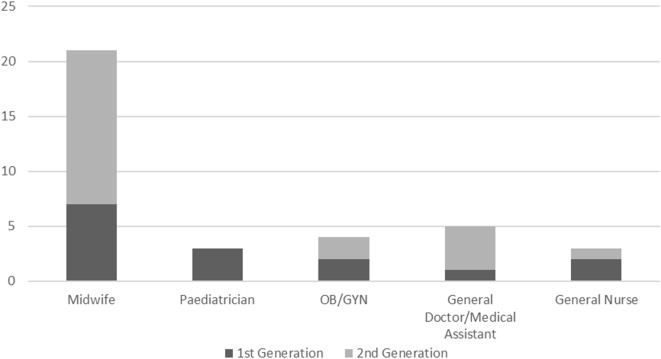 25
20
15
10
5
0
Midwife
Paediatrician
OB/GYN
General
Doctor/Medical
Assistant
General Nurse
1st Generation
2nd Generation